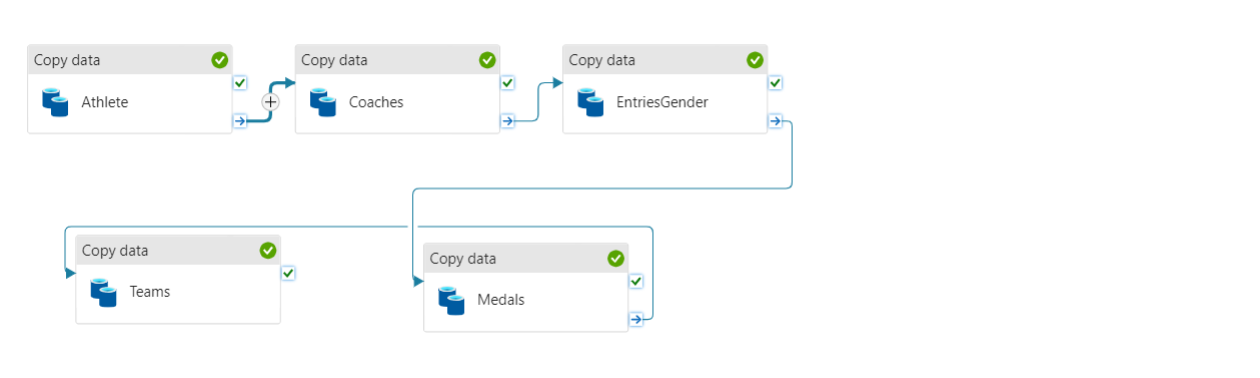 Copy data
Athlete
Copy data
Coaches
Copy data
EntriesGender
Copy data
Teams
Copy data
Medals